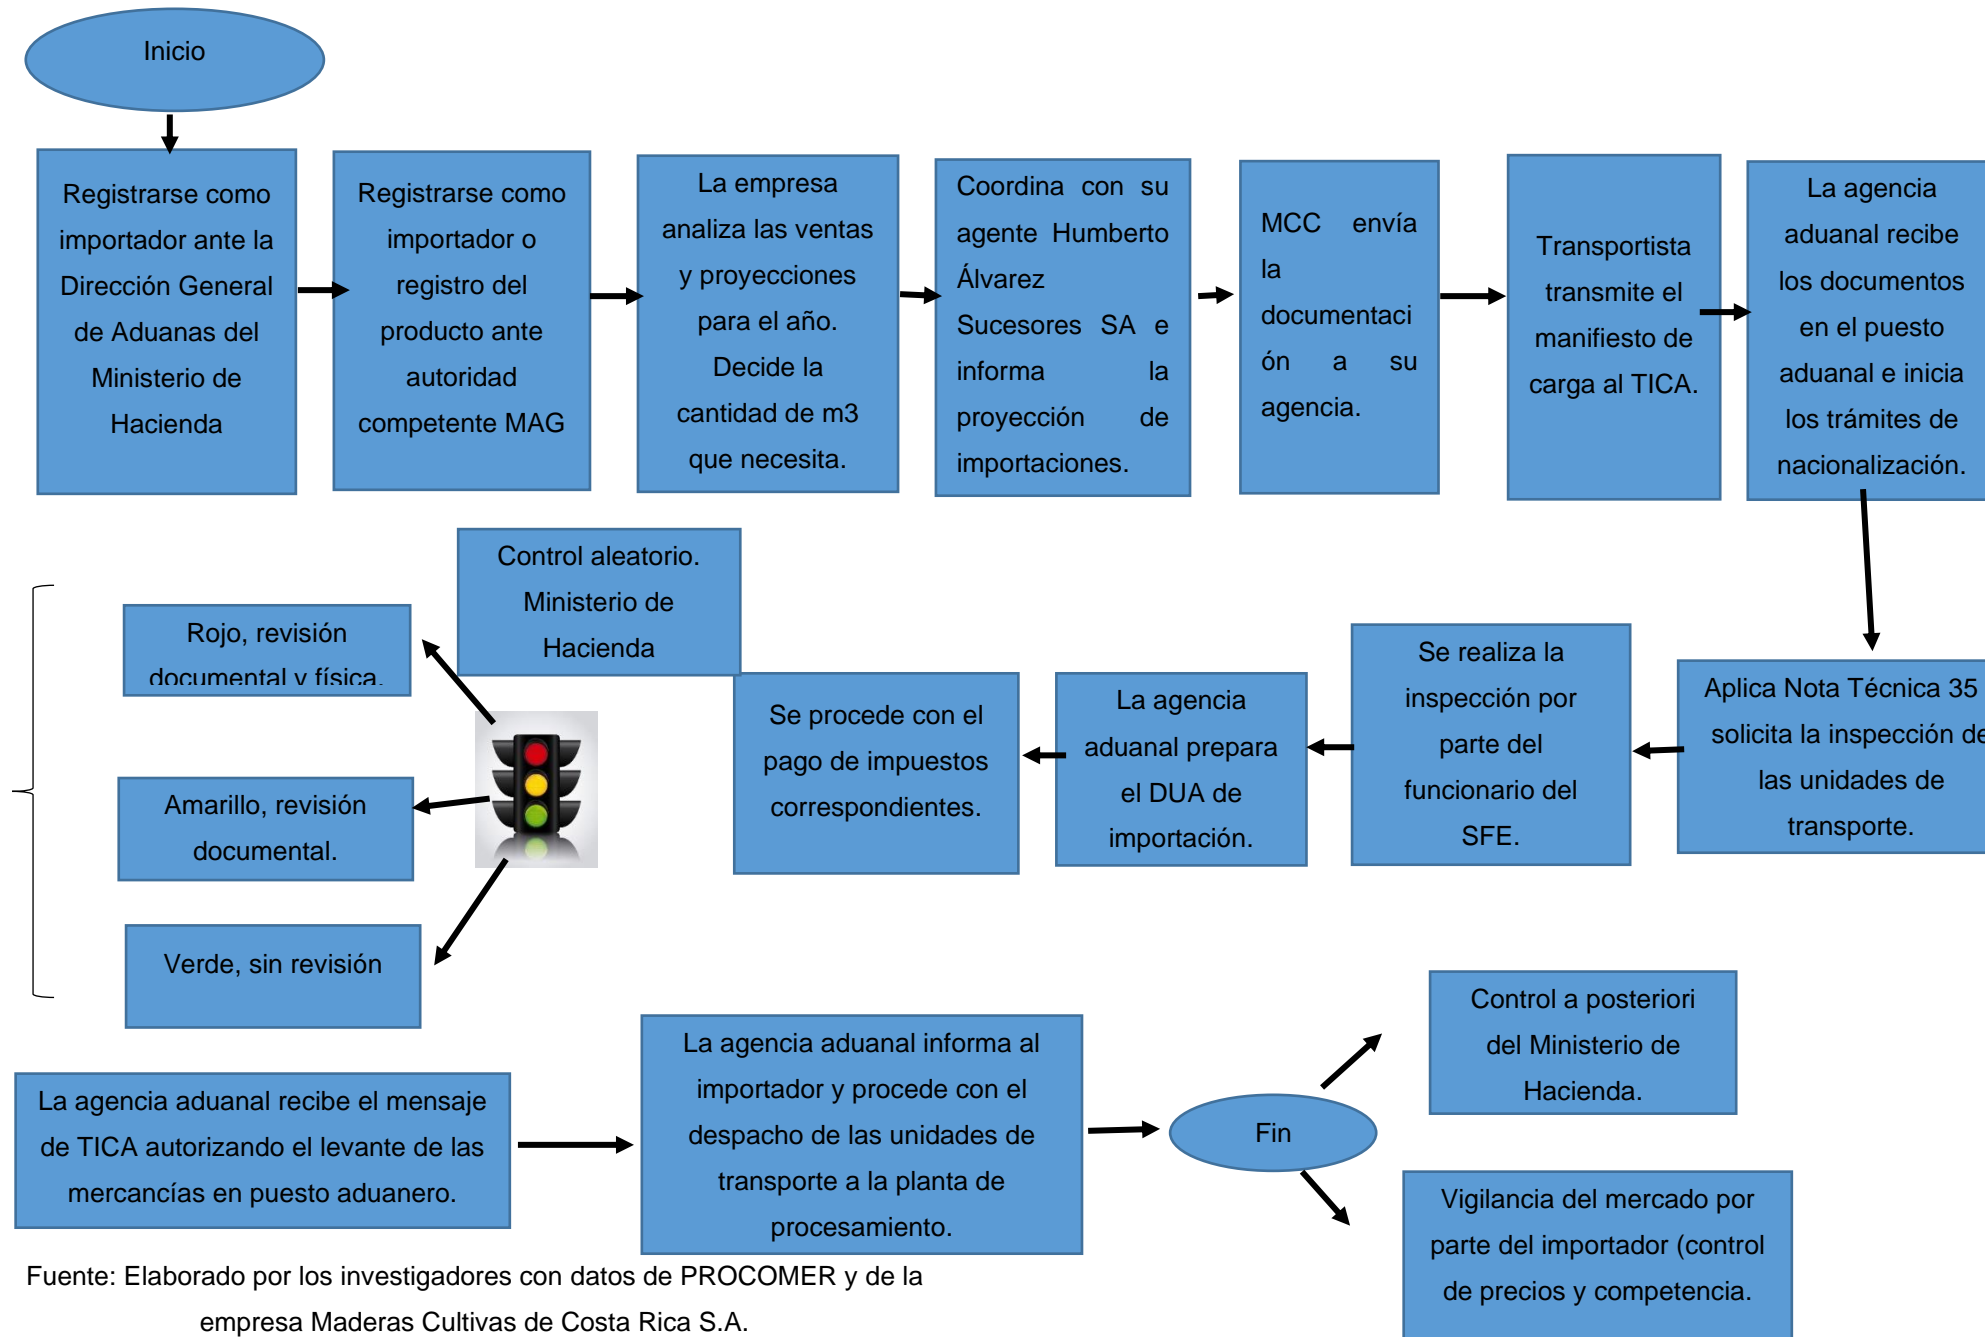 Inicio
Registrarse como
importador ante la
Dirección General
de Aduanas del
Ministerio de
Hacienda
Registrarse como
importador o
registro del
producto ante
autoridad
competente MAG
La empresa
analiza las ventas
y proyecciones
para el año.
Decide la
cantidad de m3
que necesita.
Coordina con su
agente Humberto
Álvarez
Sucesores SA e
informa la
proyección de
importaciones.
MCC envía
la
documentaci
ón a su
agencia.
Transportista
transmite el
manifiesto de
carga al TICA.
La agencia
aduanal recibe
los documentos
en el puesto
aduanal e inicia
los trámites de
nacionalización.
Aplica Nota Técnica 35
solicita la inspección de
las unidades de
transporte.
Se realiza la
inspección por
parte del
funcionario del
SFE.
La agencia
aduanal prepara
el DUA de
importación.
Se procede con el
pago de impuestos
correspondientes.
Control aleatorio.
Ministerio de
Hacienda
Rojo, revisión
documental y física.
Amarillo, revisión
documental.
Verde, sin revisión
La agencia aduanal recibe el mensaje
de TICA autorizando el levante de las
mercancías en puesto aduanero.
La agencia aduanal informa al
importador y procede con el
despacho de las unidades de
transporte a la planta de
procesamiento.
Fin
Control a posteriori
del Ministerio de
Hacienda.
Vigilancia del mercado por
parte del importador (control
de precios y competencia.
Fuente: Elaborado por los investigadores con datos de PROCOMER y de la
empresa Maderas Cultivas de Costa Rica S.A.